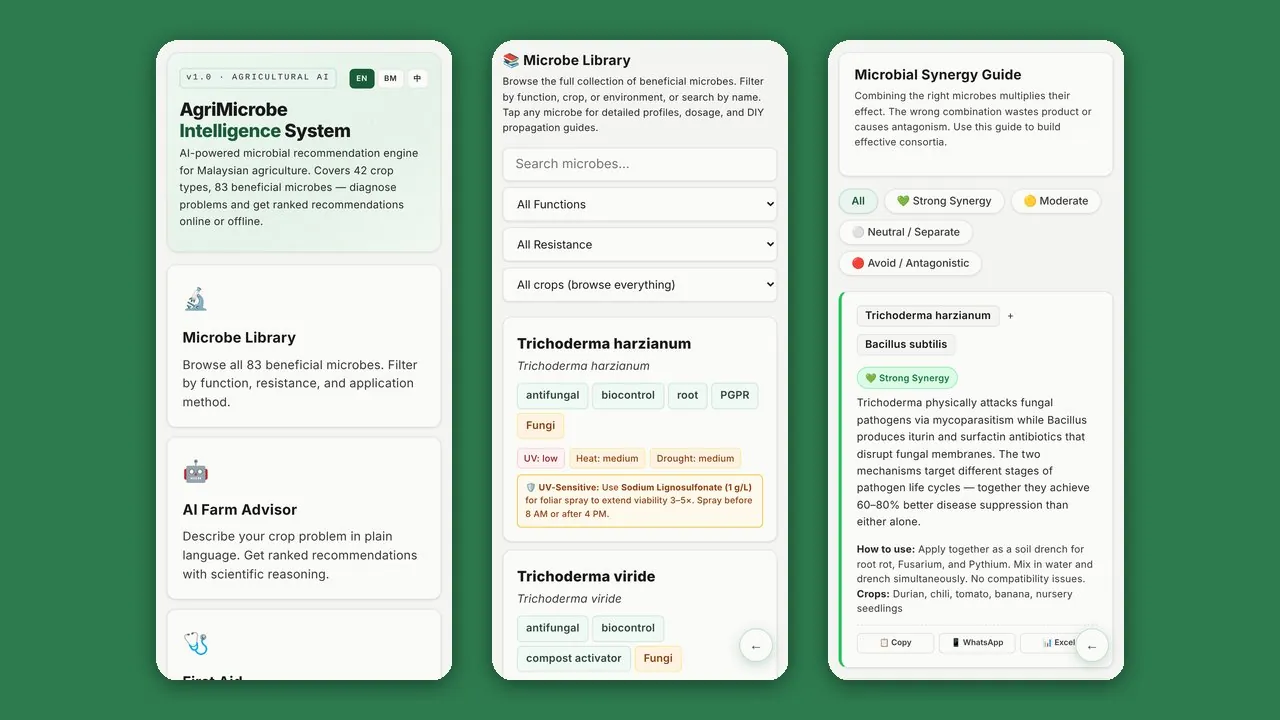 v1.0 · AGRICULTURAL AI
EN
BM
中
AgriMicrobe
Intelligence System
AI-powered microbial recommendation engine
for Malaysian agriculture. Covers 42 crop
types, 83 beneficial microbes — diagnose
problems and get ranked recommendations
online or offline.
Microbe Library
Browse all 83 beneficial microbes. Filter
by function, resistance, and application
method.
AI Farm Advisor
Describe your crop problem in plain
language. Get ranked recommendations
with scientific reasoning.
First Aid
Microbe Library
Browse the full collection of beneficial microbes. Filter
by function, crop, or environment, or search by name.
Tap any microbe for detailed profiles, dosage, and DIY
propagation guides.
Search microbes...
All Functions
All Resistance
All crops (browse everything)
Trichoderma harzianum
Trichoderma harzianum
antifungal
biocontrol
root
PGPR
Fungi
UV: low
Heat: medium
Drought: medium
UV-Sensitive: Use Sodium Lignosulfonate (1 g/L)
for foliar spray to extend viability 3–5×. Spray before
8 AM or after 4 PM.
Trichoderma viride
Trichoderma viride
antifungal
biocontrol
compost activator
Fungi
←
Microbial Synergy Guide
Combining the right microbes multiplies their
effect. The wrong combination wastes product or
causes antagonism. Use this guide to build
effective consortia.
All
Strong Synergy
Moderate
Neutral / Separate
Avoid / Antagonistic
Trichoderma harzianum +
Bacillus subtilis
Strong Synergy
Trichoderma physically attacks fungal
pathogens via mycoparasitism while Bacillus
produces iturin and surfactin antibiotics that
disrupt fungal membranes. The two
mechanisms target different stages of
pathogen life cycles — together they achieve
60–80% better disease suppression than
either alone.
How to use: Apply together as a soil drench for
root rot, Fusarium, and Pythium. Mix in water and
drench simultaneously. No compatibility issues.
Crops: Durian, chili, tomato, banana, nursery
seedlings
Copy
WhatsApp
Excel
←